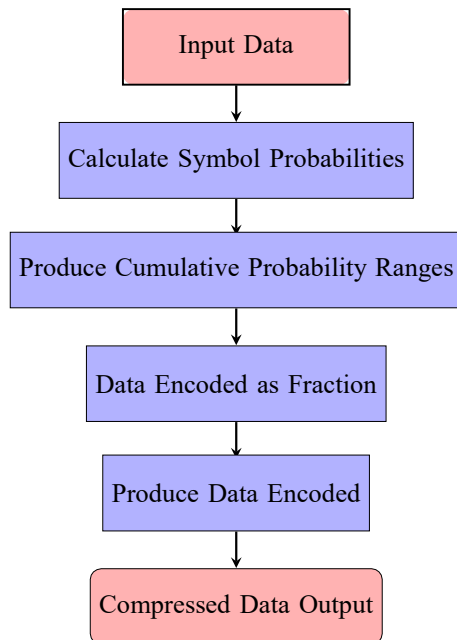 Input Data
Calculate Symbol Probabilities
Produce Cumulative Probability Ranges
Data Encoded as Fraction
Produce Data Encoded
Compressed Data Output